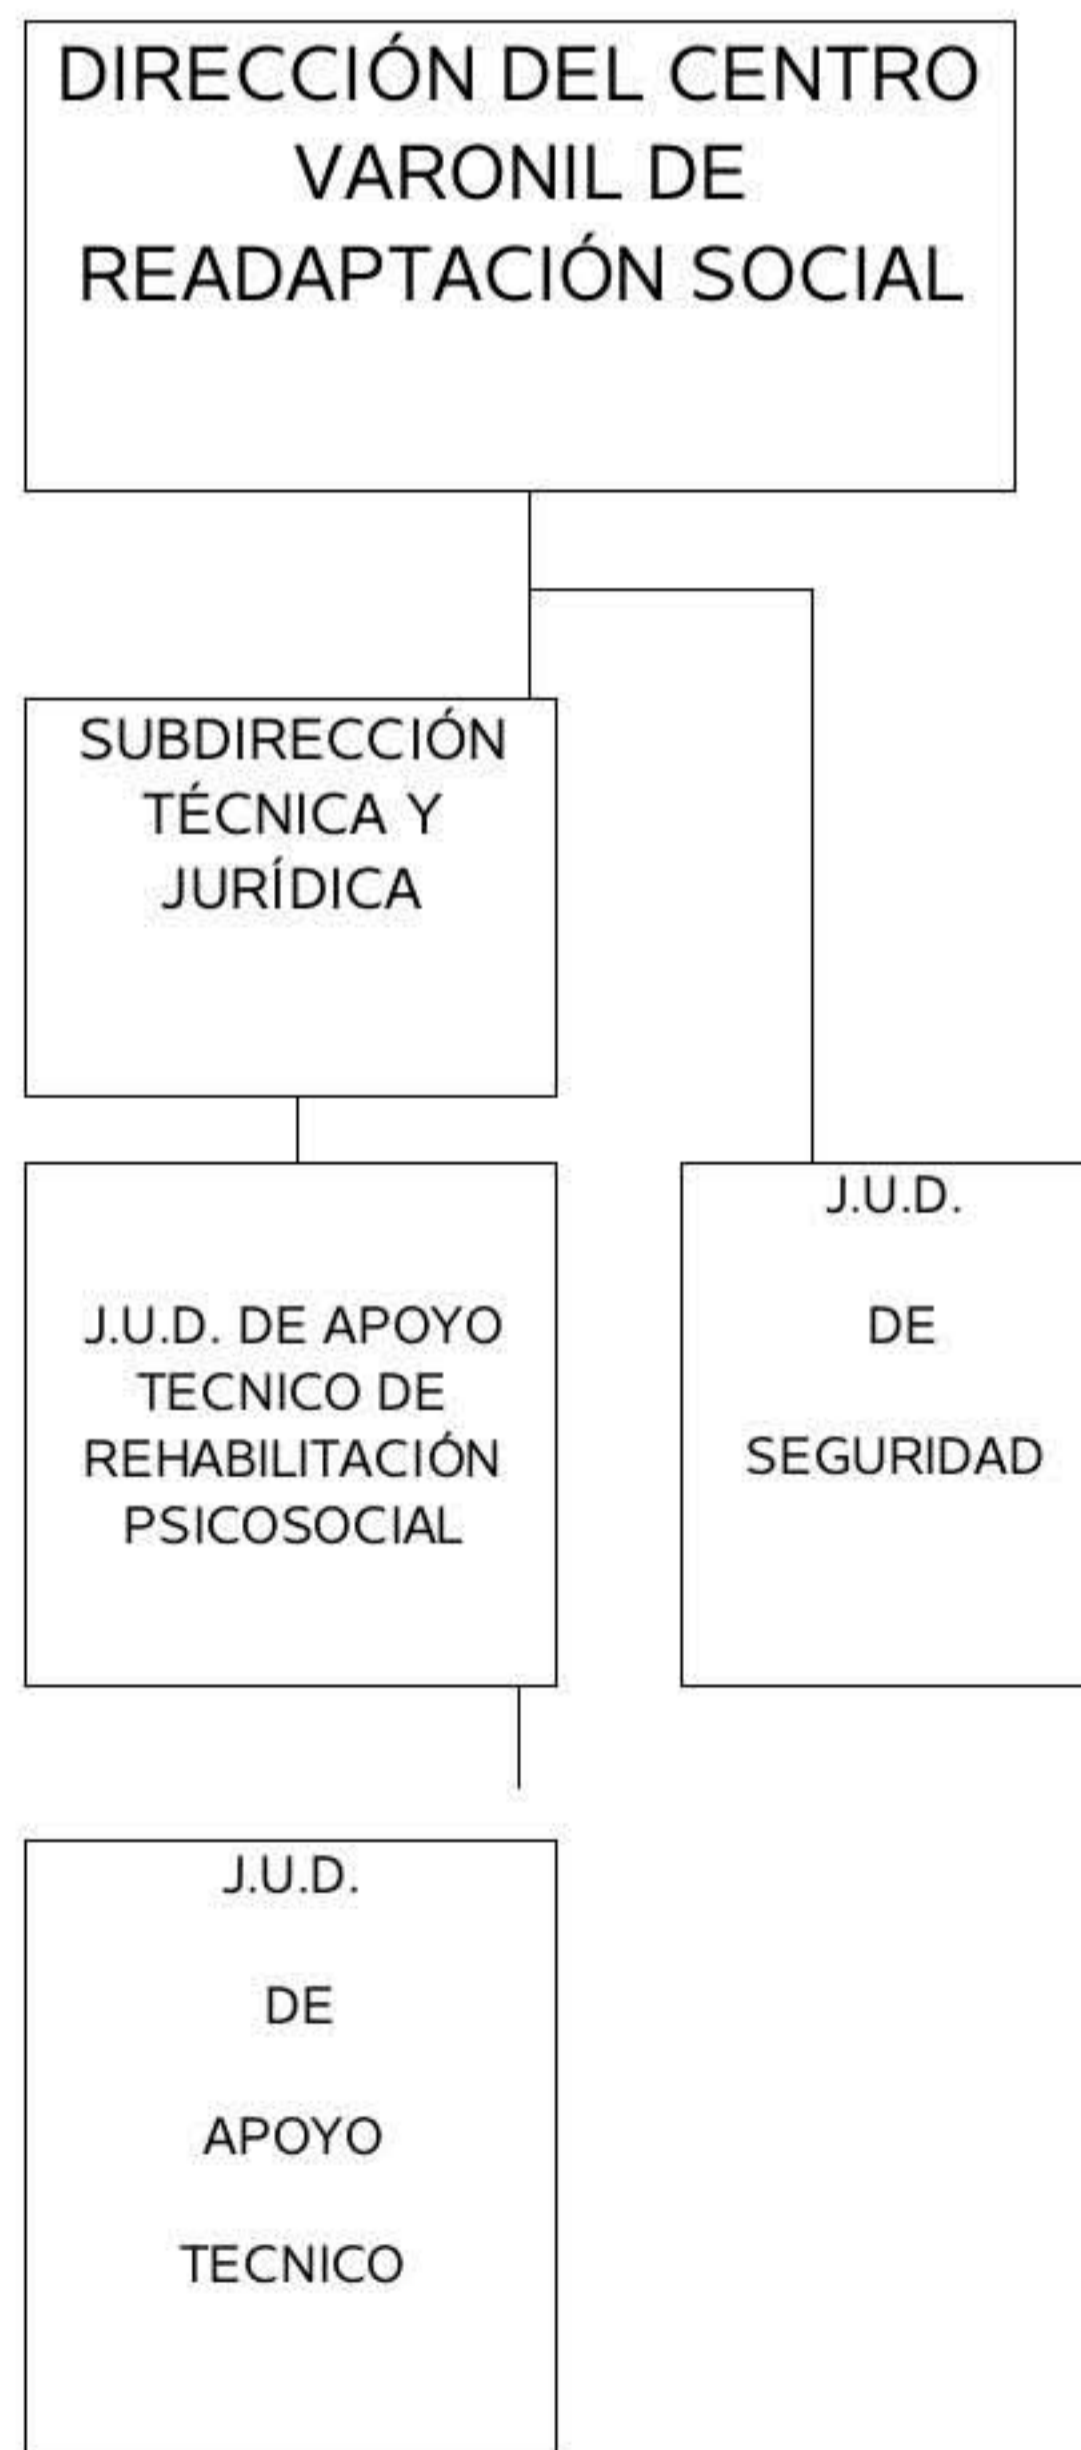 DIRECCIÓN DEL CENTRO
VARONIL DE
READAPTACIÓN SOCIAL
SUBDIRECCIÓN
TÉCNICA Y
JURÍDICA
J.U.D. DE APOYO
TECNICO DE
REHABILITACIÓN
PSICOSOCIAL
J.U.D.
DE
SEGURIDAD
J.U.D.
DE
APOYO
TECNICO